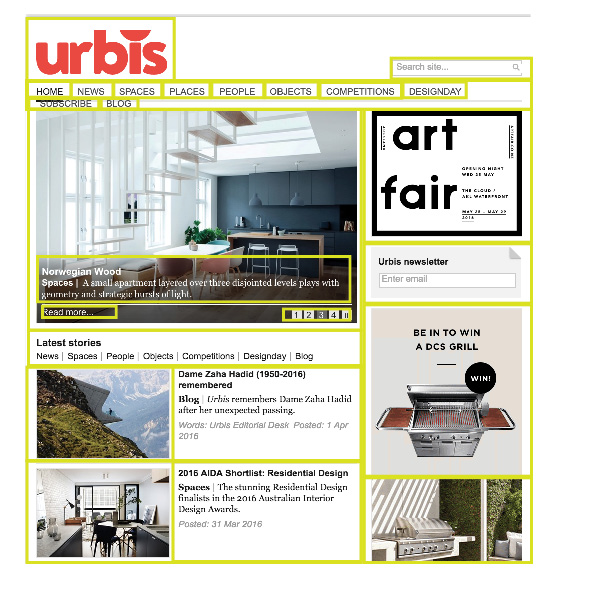 urbis
Search site...
HOME NEWS SPACES PLACES PEOPLE OBJECTS COMPETITIONS DESIGNDAY
SUBSCRIBE BLOG
art
fair
OPENING NIGHT
WED 25 MAY
THE CLOUD /
AKL WATERFRONT
MAY 25 – MAY 29
2016
Norwegian Wood
Spaces | A small apartment layered over three disjointed levels plays with
geometry and strategic bursts of light.
Read more...
1 2 3 4 II
Urbis newsletter
Enter email
Latest stories
News | Spaces | People | Objects | Competitions | Designday | Blog
Dame Zaha Hadid (1950-2016)
remembered
Blog | Urbis remembers Dame Zaha Hadid
after her unexpected passing.
Words: Urbis Editorial Desk Posted: 1 Apr
2016
2016 AIDA Shortlist: Residential Design
Spaces | The stunning Residential Design
finalists in the 2016 Australian Interior
Design Awards.
Posted: 31 Mar 2016
BE IN TO WIN
A DCS GRILL
WIN!